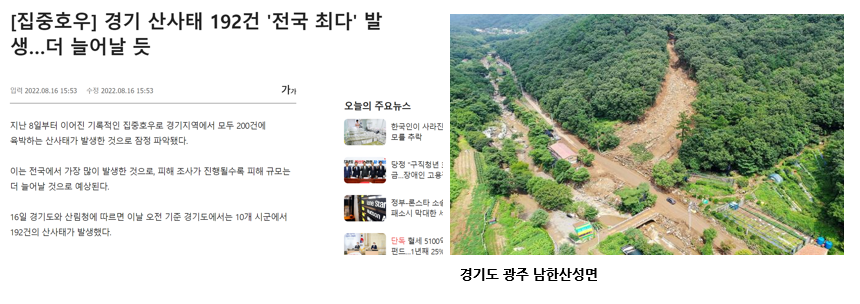 [집중호우] 경기 산사태 192건 '전국 최다' 발
생…더 늘어날 듯
입력 2022.08.16 15:53 수정 2022.08.16 15:53 가가
지난 8일부터 이어진 기록적인 집중호우로 경기지역에서 모두 200건에
육박하는 산사태가 발생한 것으로 잠정 파악됐다.
이는 전국에서 가장 많이 발생한 것으로, 피해 조사가 진행될수록 피해 규모는
더 늘어날 것으로 예상된다.
16일 경기도와 산림청에 따르면 이날 오전 기준 경기도에서는 10개 시군에서
192건의 산사태가 발생했다.
오늘의 주요뉴스
한국인이 사라진
모를 추락
당정 "구직청년
금…장애인 고용
정부-론스타 소송
패소시 막대한 세
단독 혈세 5100억
펀드…1년째 25%
경기도 광주 남한산성면